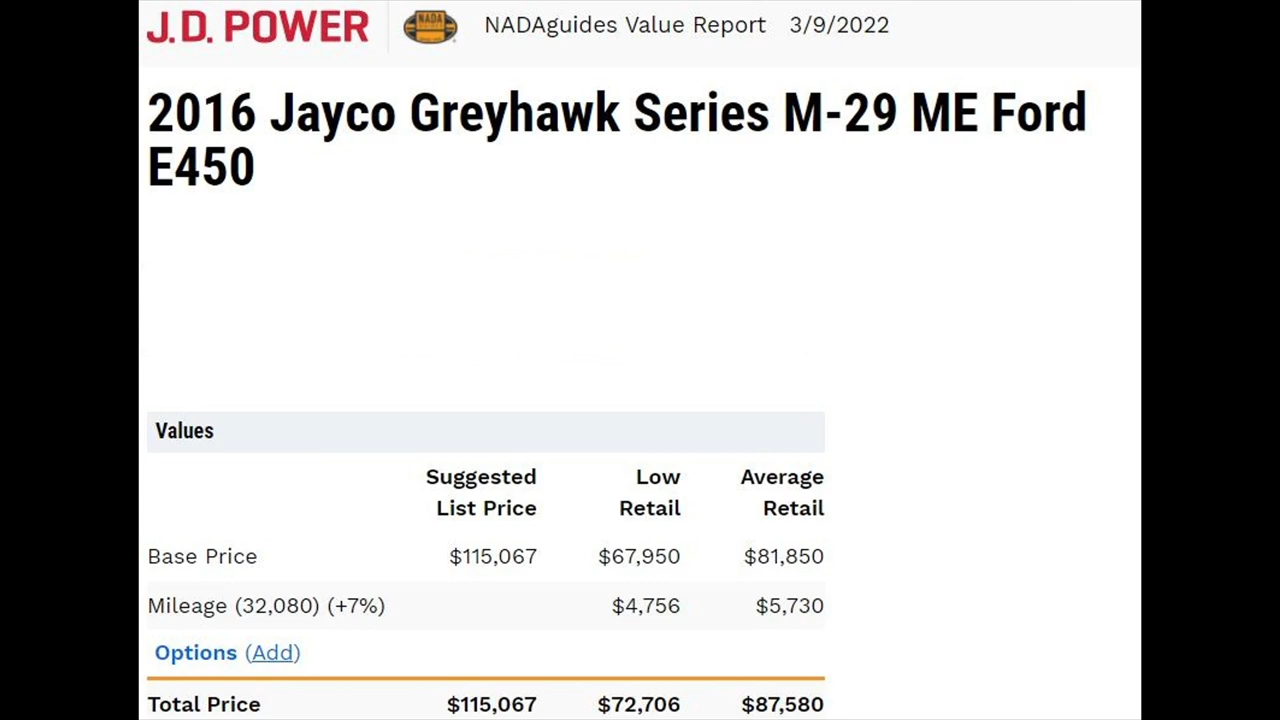 J.D. POWER NADA NADAguides Value Report 3/9/2022
2016 Jayco Greyhawk Series M-29 ME Ford
E450
Values
Suggested Low Average
List Price Retail Retail
Base Price $115,067 $67,950 $81,850
Mileage (32,080) (+7%) $4,756 $5,730
Options (Add)
Total Price $115,067 $72,706 $87,580